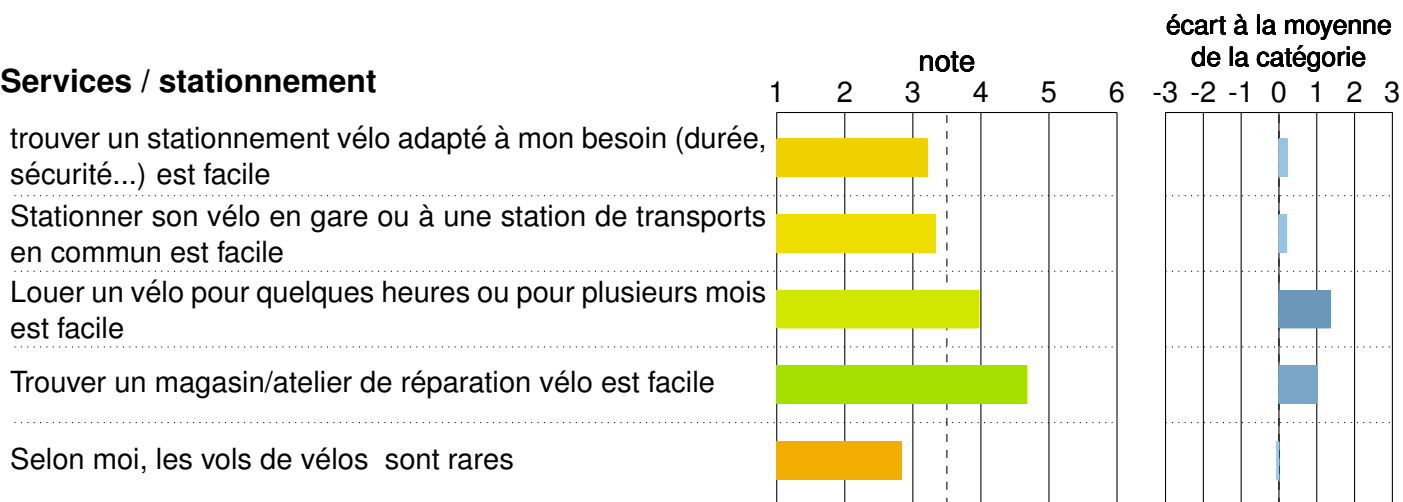 écart à la moyenne
note de la catégorie
Services / stationnement
1 2 3 4 5 6 -3 -2 -1 0 1 2 3
trouver un stationnement vélo adapté à mon besoin (durée,
sécurité...) est facile
Stationner son vélo en gare ou à une station de transports
en commun est facile
Louer un vélo pour quelques heures ou pour plusieurs mois
est facile
Trouver un magasin/atelier de réparation vélo est facile
Selon moi, les vols de vélos sont rares